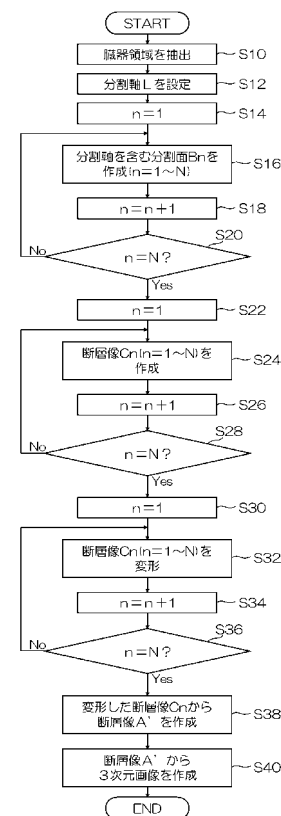 START
臓器領域を抽出
S10
分割軸Lを設定
S12
n=1
S14
分割軸を含む分割面Bnを
作成(n=1~N)
S16
n=n+1
S18
n=N?
S20
No
Yes
n=1
S22
断層像Cn(n=1~N)を
作成
S24
n=n+1
S26
n=N?
S28
No
Yes
n=1
S30
断層像Cn(n=1~N)を
変形
S32
n=n+1
S34
n=N?
S36
No
Yes
変形した断層像Cnから
断層像A'を作成
S38
断層像A'から
3次元画像を作成
S40
END